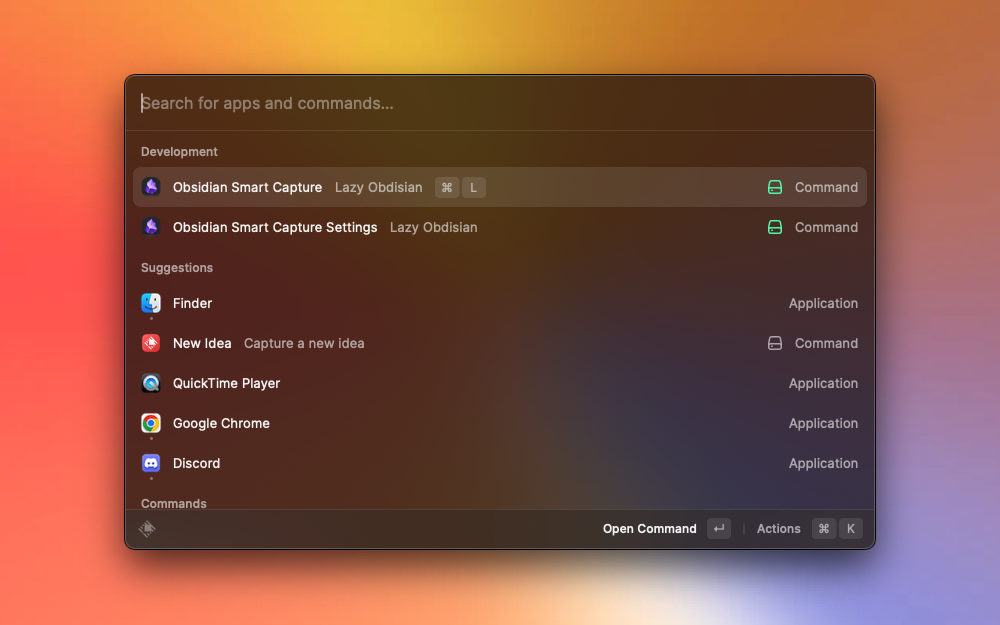 Search for apps and commands...
Development
Obsidian Smart Capture Lazy Obdisian ⌘ L Command
Obsidian Smart Capture Settings Lazy Obdisian Command
Suggestions
Finder Application
New Idea Capture a new idea Command
QuickTime Player Application
Google Chrome Application
Discord Application
Commands
Open Command ↵ | Actions ⌘ K